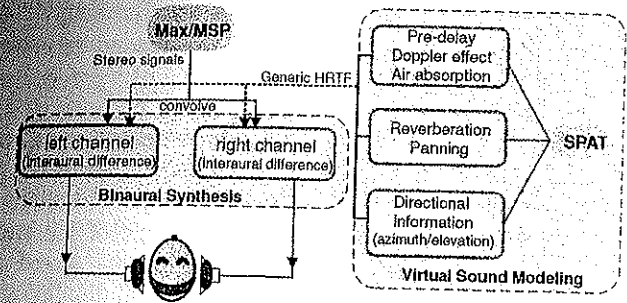 Max/MSP
Stereo signals
Generic HRTF
convolve
left channel
(interaural difference)
right channel
(interaural difference)
Binaural Synthesis
Pre-delay
Doppler effect
Air absorption
Reverberation
Panning
Directional
Information
(azimuth/elevation)
SPAT
Virtual Sound Modeling